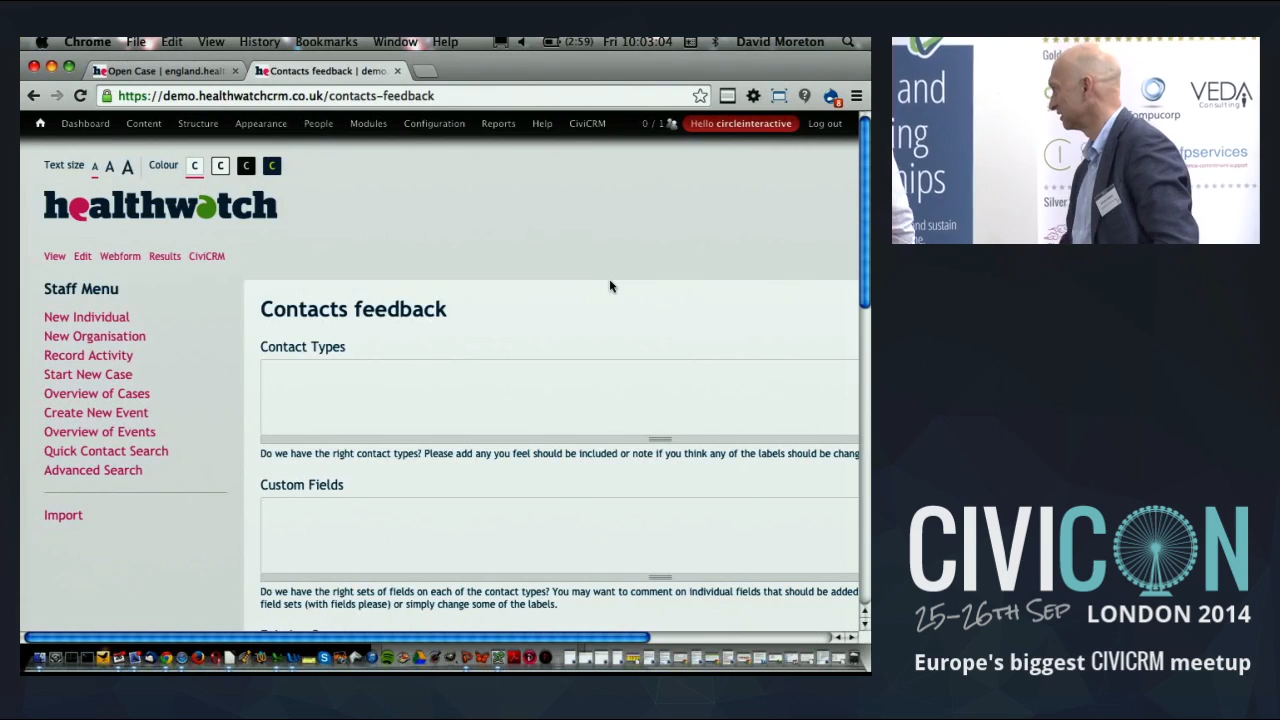 Chrome File Edit View History Bookmarks Window Help (2:59) Fri 10:03:04 David Moreton
Open Case | england.healt
Contacts feedback | demo.
https://demo.healthwatchcrm.co.uk/contacts-feedback
Dashboard Content Structure Appearance People Modules Configuration Reports Help CiviCRM 0 / 1 Hello circleinteractive Log out
Text size A A A Colour C C C C
healthwatch
View Edit Webform Results CiviCRM
Staff Menu
New Individual
New Organisation
Record Activity
Start New Case
Overview of Cases
Create New Event
Overview of Events
Quick Contact Search
Advanced Search
Import
Contacts feedback
Contact Types
Do we have the right contact types? Please add any you feel should be included or note if you think any of the labels should be chang
Custom Fields
Do we have the right sets of fields on each of the contact types? You may want to comment on individual fields that should be added
field sets (with fields please) or simply change some of the labels.
and
ing
hips
nd sustain
Gold
VEDA
Consulting
ompucorp
fpservices
Silver
CIVICON
25-26TH SEP LONDON 2014
Europe's biggest CIVICRM meetup